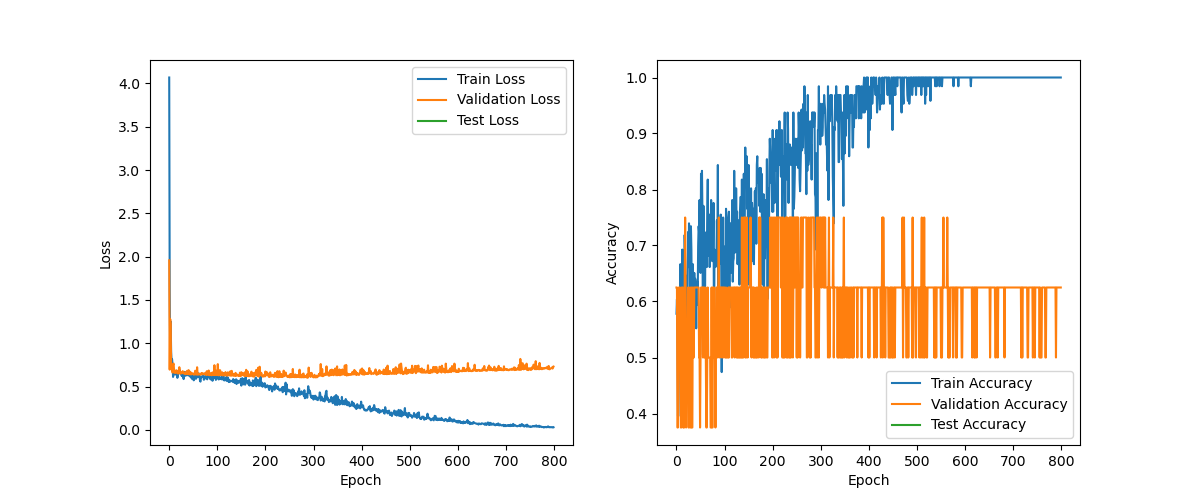 4.0
3.5
3.0
2.5
2.0
1.5
1.0
0.5
0.0
Loss
Train Loss
Validation Loss
Test Loss
0 100 200 300 400 500 600 700 800
Epoch
1.0
0.9
0.8
0.7
0.6
0.5
0.4
Accuracy
Train Accuracy
Validation Accuracy
Test Accuracy
0 100 200 300 400 500 600 700 800
Epoch